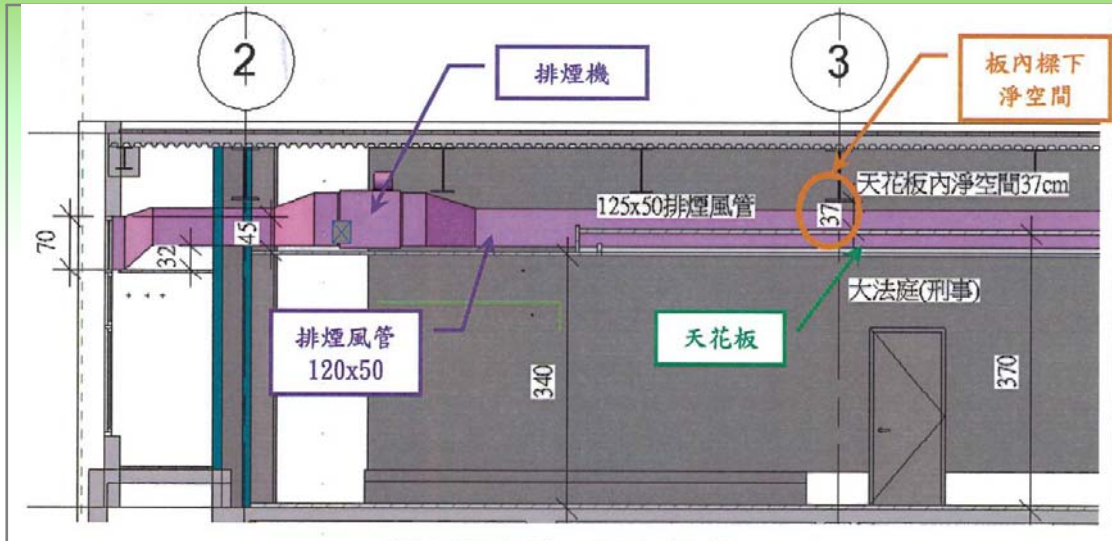 2
3
排煙機
板內樑下
淨空間
天花板內淨空間37cm
125x50排煙風管
37
70
32
45
大法庭(刑事)
排煙風管
120x50
天花板
340
370